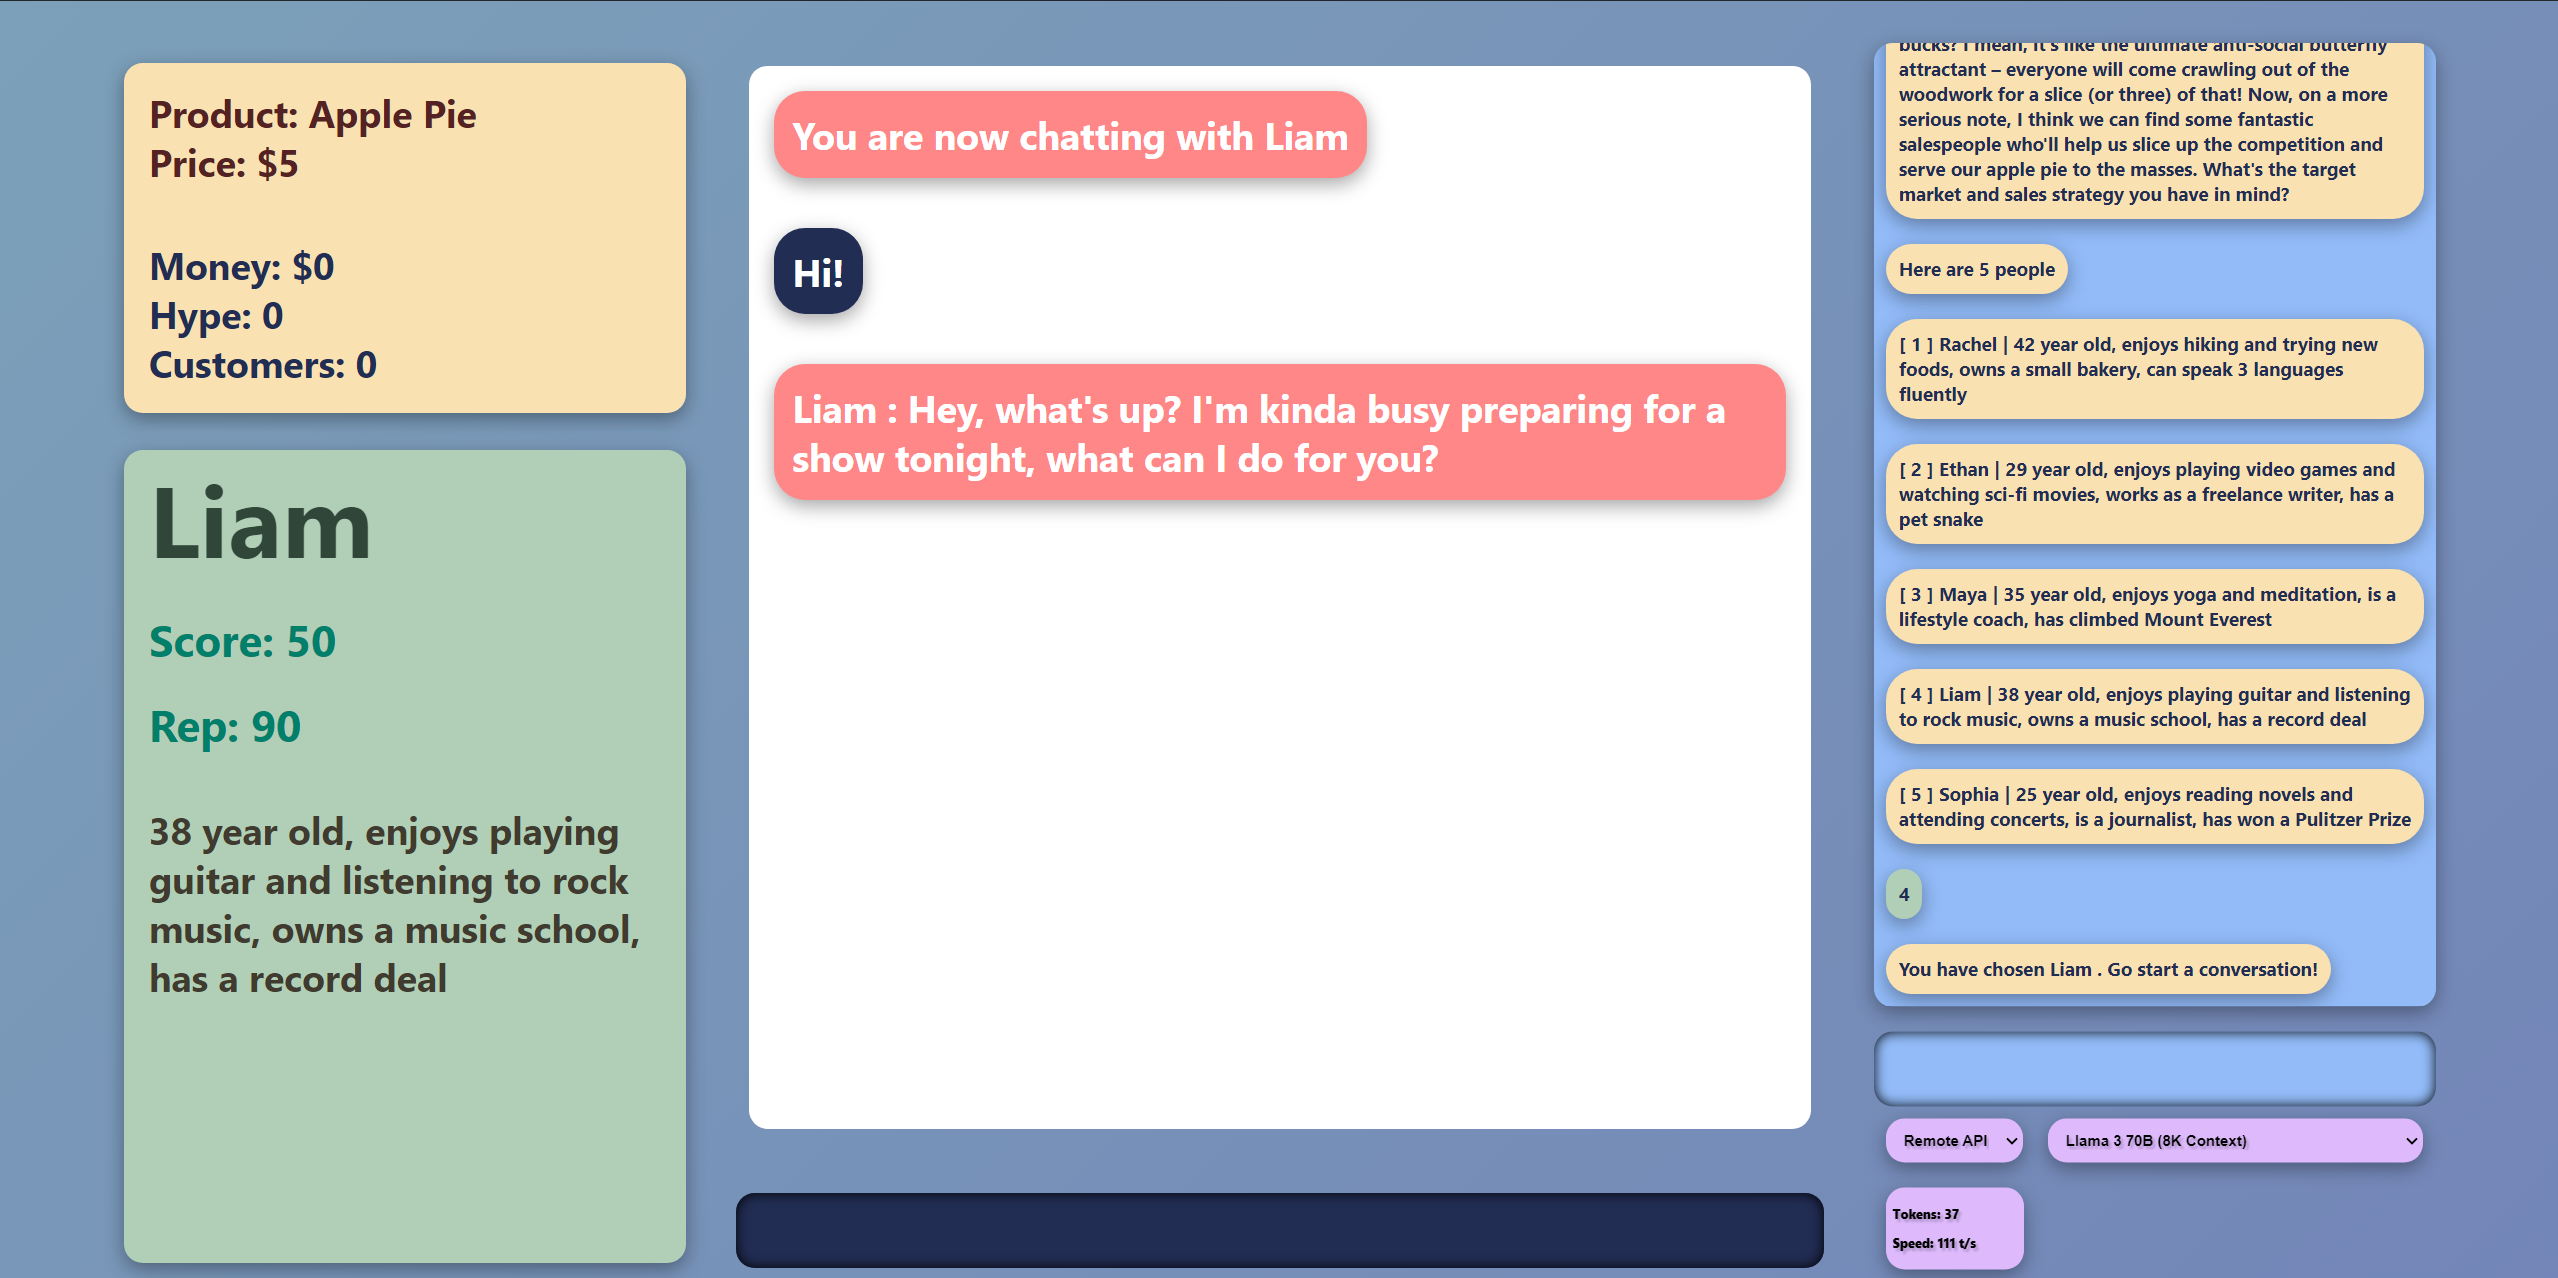 Product: Apple Pie
Price: $5
Money: $0
Hype: 0
Customers: 0
Liam
Score: 50
Rep: 90
38 year old, enjoys playing
guitar and listening to rock
music, owns a music school,
has a record deal
You are now chatting with Liam
Hi!
Liam : Hey, what's up? I'm kinda busy preparing for a
show tonight, what can I do for you?
bucks? I mean, it's like the ultimate anti-social butterfly
attractant – everyone will come crawling out of the
woodwork for a slice (or three) of that! Now, on a more
serious note, I think we can find some fantastic
salespeople who'll help us slice up the competition and
serve our apple pie to the masses. What's the target
market and sales strategy you have in mind?
Here are 5 people
[ 1 ] Rachel | 42 year old, enjoys hiking and trying new
foods, owns a small bakery, can speak 3 languages
fluently
[ 2 ] Ethan | 29 year old, enjoys playing video games and
watching sci-fi movies, works as a freelance writer, has a
pet snake
[ 3 ] Maya | 35 year old, enjoys yoga and meditation, is a
lifestyle coach, has climbed Mount Everest
[ 4 ] Liam | 38 year old, enjoys playing guitar and listening
to rock music, owns a music school, has a record deal
[ 5 ] Sophia | 25 year old, enjoys reading novels and
attending concerts, is a journalist, has won a Pulitzer Prize
4
You have chosen Liam . Go start a conversation!
Remote API
Llama 3 70B (8K Context)
Tokens: 37
Speed: 111 t/s